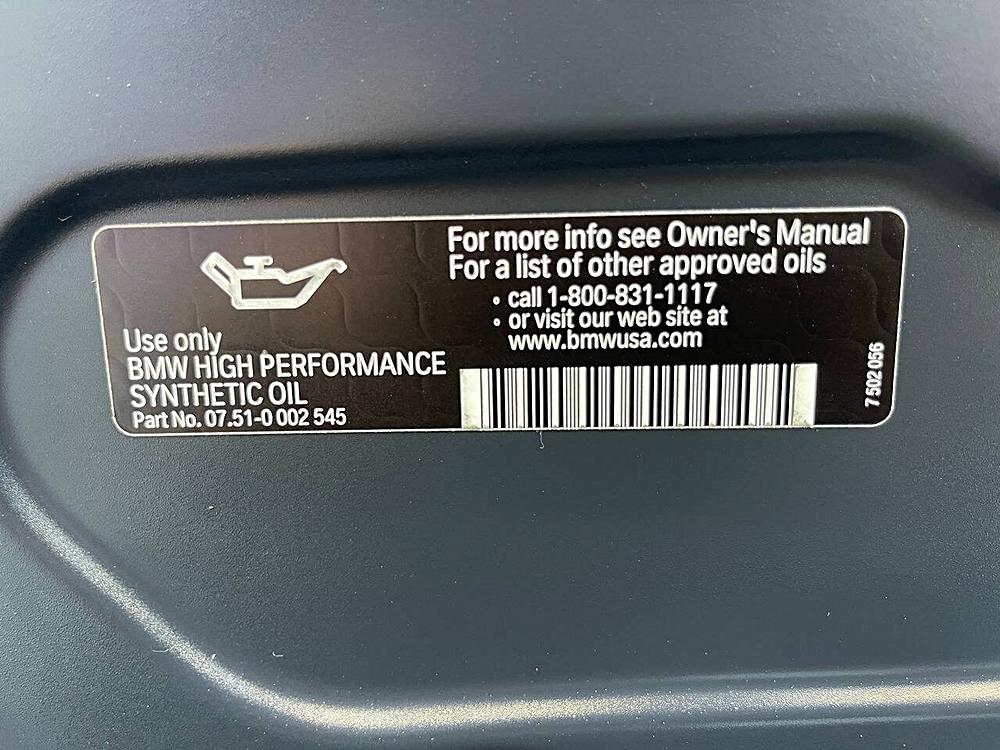 Use only
BMW HIGH PERFORMANCE
SYNTHETIC OIL
Part No. 07.51-0 002 545
For more info see Owner's Manual
For a list of other approved oils
• call 1-800-831-1117
• or visit our web site at
www.bmwusa.com
7 502 056